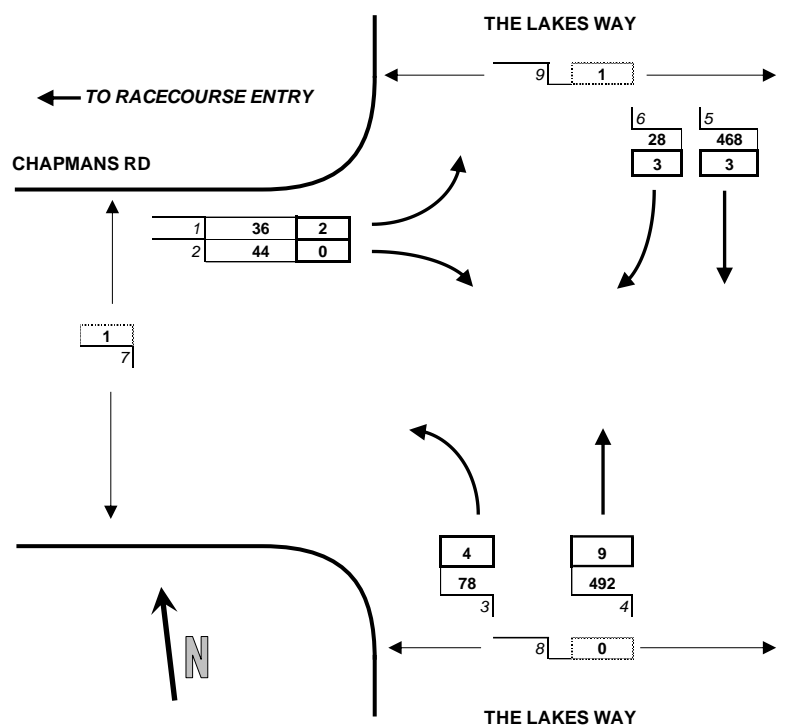 THE LAKES WAY
9 1
TO RACECOURSE ENTRY
6 5
28 468
3 3
CHAPMANS RD
1 36 2
2 44 0
1
7
4 9
78 492
3 4
8 0
N
THE LAKES WAY